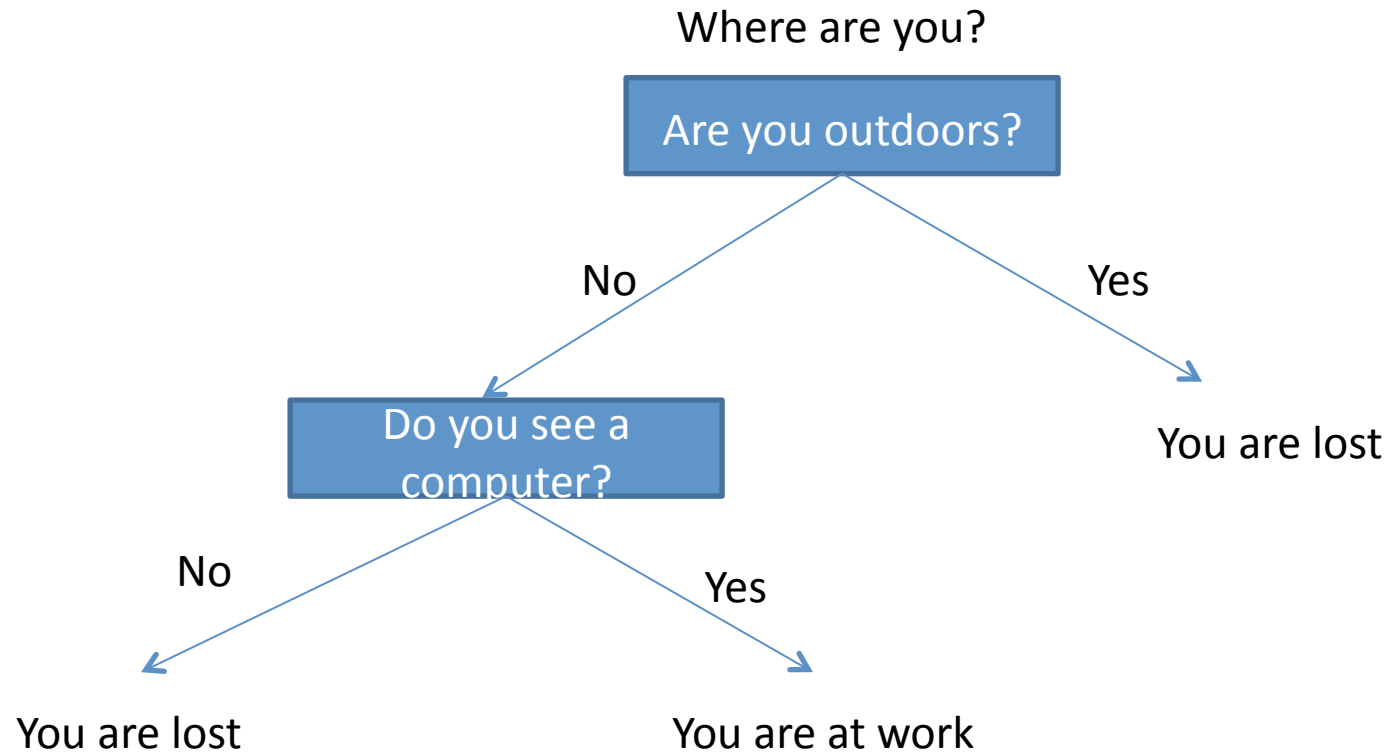 Where are you?
Are you outdoors?
No
Yes
Do you see a
computer?
You are lost
No
Yes
You are lost
You are at work